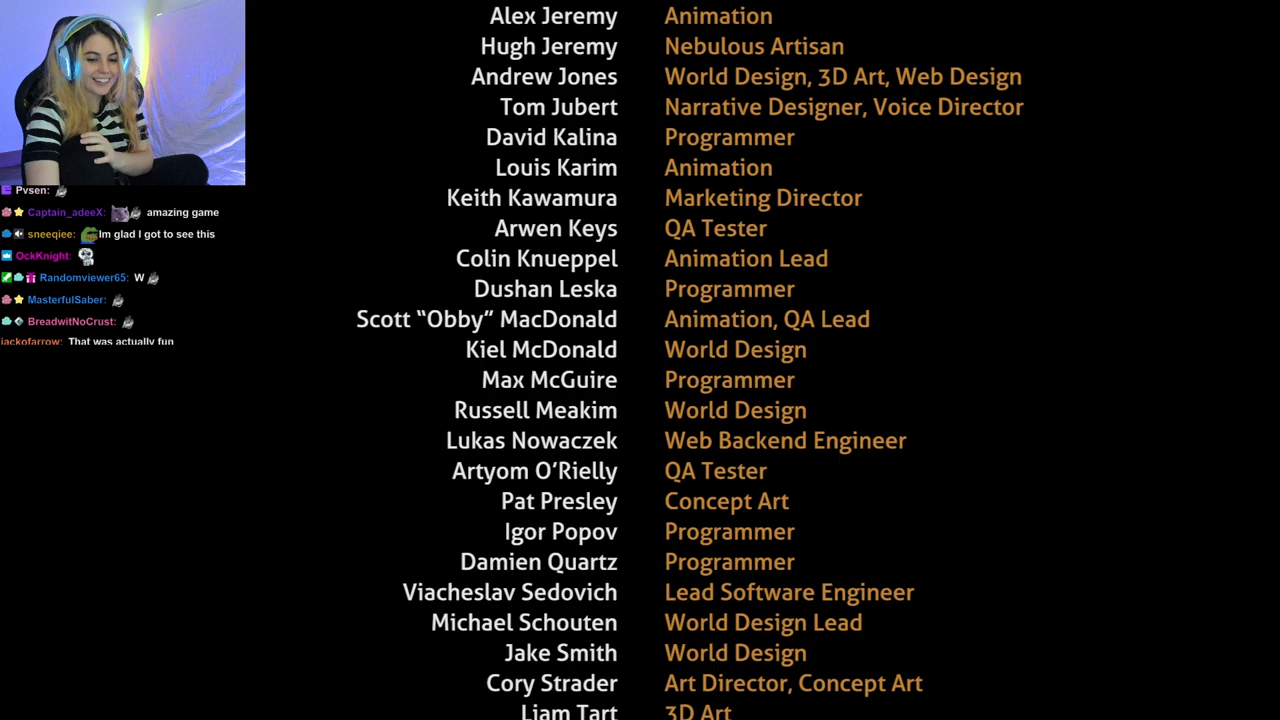 Alex Jeremy Animation
Hugh Jeremy Nebulous Artisan
Andrew Jones World Design, 3D Art, Web Design
Tom Jubert Narrative Designer, Voice Director
David Kalina Programmer
Louis Karim Animation
Keith Kawamura Marketing Director
Arwen Keys QA Tester
Colin Knueppel Animation Lead
Dushan Leska Programmer
Scott “Obby” MacDonald Animation, QA Lead
Kiel McDonald World Design
Max McGuire Programmer
Russell Meakim World Design
Lukas Nowaczek Web Backend Engineer
Artyom O’Rielly QA Tester
Pat Presley Concept Art
Igor Popov Programmer
Damien Quartz Programmer
Viacheslav Sedovich Lead Software Engineer
Michael Schouten World Design Lead
Jake Smith World Design
Cory Strader Art Director, Concept Art
Liam Tart 3D Art
Pvsen:
Captain_adeeX: amazing game
sneeqiee: Im glad I got to see this
OckKnight:
Randomviewer65: W
MasterfulSaber:
BreadwitNoCrust:
jackofarrow: That was actually fun